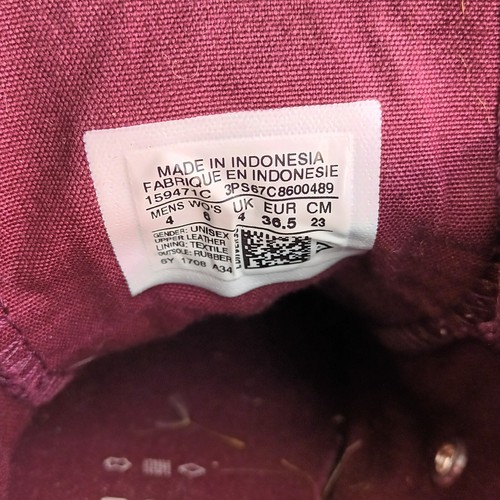 MADE IN INDONESIA
FABRIQUE EN INDONESIE
159471C 3PS67C8600489
MENS WO'S UK EUR CM
4 6 4 36.5 23
GENDER: UNISEX
UPPER LEATHER
LINING: TEXTILE
OUTSOLE: RUBBER
6Y 1708 A34